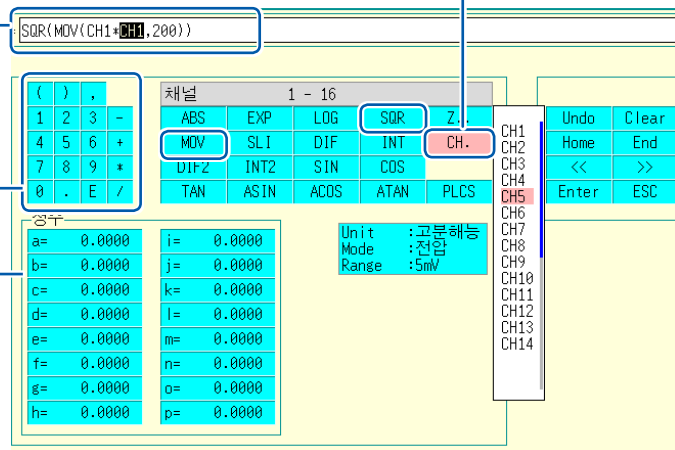 SQR(MOV(CH1*CH1,200))
채널 1 - 16
( ) ,
1 2 3 -
4 5 6 +
7 8 9 *
0 . E /
ABS EXP LOG SQR
MOV SLI DIF INT CH.
DIF2 INT2 SIN COS
TAN ASIN ACOS ATAN PLCS
CH1
CH2
CH3
CH4
CH5
CH6
CH7
CH8
CH9
CH10
CH11
CH12
CH13
CH14
Undo Clear
Home End
<< >>
Enter ESC
정수
a= 0.0000 i= 0.0000
b= 0.0000 j= 0.0000
c= 0.0000 k= 0.0000
d= 0.0000 l= 0.0000
e= 0.0000 m= 0.0000
f= 0.0000 n= 0.0000
g= 0.0000 o= 0.0000
h= 0.0000 p= 0.0000
Unit :고분해능
Mode :전압
Range :5mV